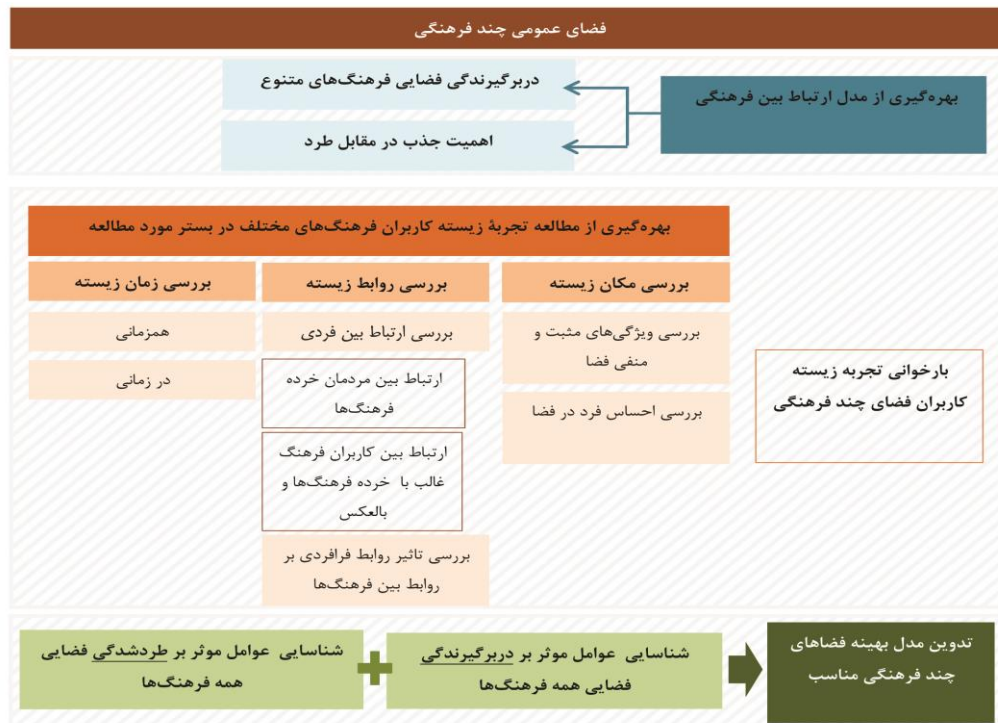 فضای عمومی چند فرهنگی
بهره‌گیری از مدل ارتباط بین فرهنگی
دربرگیرندگی فضایی فرهنگ‌های متنوع
اهمیت جذب در مقابل طرد
بارخوانی تجربه زیسته
کاربران فضای چند فرهنگی
بهره‌گیری از مطالعه تجربۀ زیسته کاربران فرهنگ‌های مختلف در بستر مورد مطالعه
بررسی مکان زیسته
بررسی ویژگی‌های مثبت و
منفی فضا
بررسی احساس فرد در فضا
بررسی روابط زیسته
بررسی ارتباط بین فردی
ارتباط بین مردمان خرده
فرهنگ‌ها
ارتباط بین کاربران فرهنگ
غالب با خرده فرهنگ‌ها و
بالعکس
بررسی تاثیر روابط فرافردی بر
روابط بین فرهنگ‌ها
بررسی زمان زیسته
همزمانی
در زمانی
تدوین مدل بهینه فضاهای
چند فرهنگی مناسب
شناسایی عوامل موثر بر دربرگیرندگی
فضایی همه فرهنگ‌ها
شناسایی عوامل موثر بر طردشدگی فضایی
همه فرهنگ‌ها